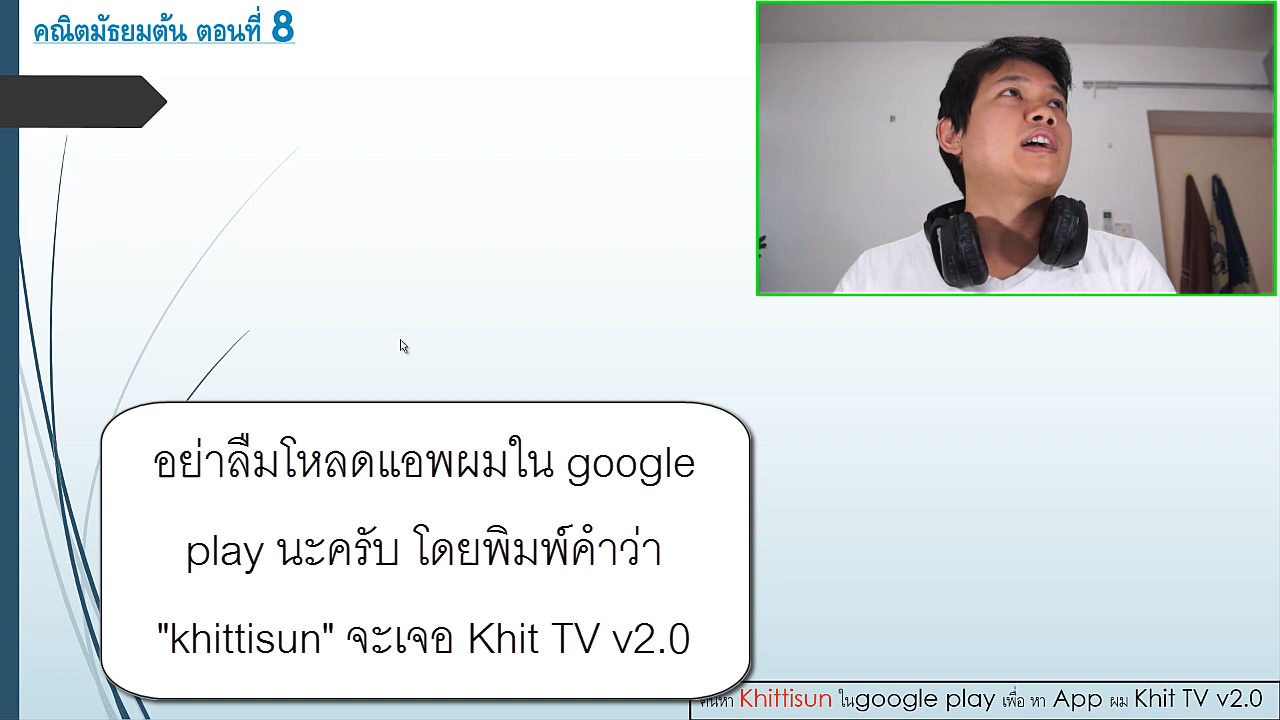 คณิตมัธยมต้น ตอนที่ 8
อย่าลืมโหลดแอพผมใน google
play นะครับ โดยพิมพ์คำว่า
"khittisun" จะเจอ Khit TV v2.0
ค้นหา Khittisun ในgoogle play เพื่อ หา App ผม Khit TV v2.0